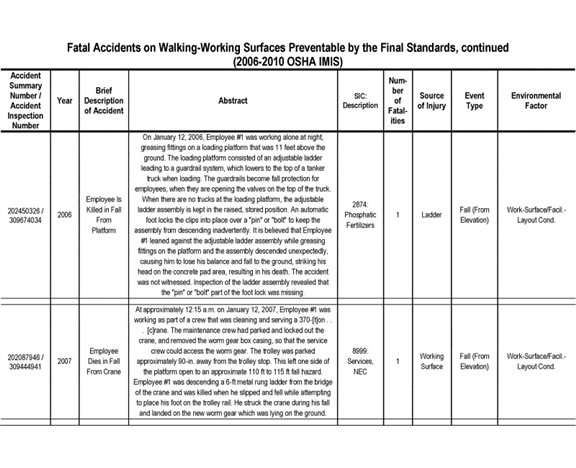 Fatal Accidents on Walking-Working Surfaces Preventable by the Final Standards, continued
(2006-2010 OSHA IMIS)
Accident
Summary
Number /
Accident
Inspection
Number
Year
Brief
Description
of Accident
Abstract
SIC:
Description
Num-
ber
of
Fatal-
ities
Source
of Injury
Event
Type
Environmental
Factor
202450326 /
309674034
2006
Employee Is
Killed in Fall
From
Platform
On January 12, 2006, Employee #1 was working alone at night,
greasing fittings on a loading platform that was 11 feet above the
ground. The loading platform consisted of an adjustable ladder
leading to a guardrail system, which lowers to the top of a tanker
truck when loading. The guardrails become fall protection for
employees, when they are opening the valves on the top of the truck.
When there are no trucks at the loading platform, the adjustable
ladder assembly is kept in the raised, stored position. An automatic
foot locks the clips into place over a "pin" or "bolt" to keep the
assembly from descending inadvertently. It is believed that Employee
#1 leaned against the adjustable ladder assembly while greasing
fittings on the platform and the assembly descended unexpectedly,
causing him to lose his balance and fall to the ground, striking his
head on the concrete pad area, resulting in his death. The accident
was not witnessed. Inspection of the ladder assembly revealed that
the "pin" or "bolt" part of the foot lock was missing.
2874:
Phosphatic
Fertilizers
1
Ladder
Fall (From
Elevation)
Work-Surface/Facil.-
Layout Cond.
202087946 /
309444941
2007
Employee
Dies in Fall
From Crane
At approximately 12:15 a.m. on January 12, 2007, Employee #1 was
working as part of a crew that was cleaning and serving a 370-[t]on . .
. [c]rane. The maintenance crew had parked and locked out the
crane, and removed the worm gear box casing, so that the service
crew could access the worm gear. The trolley was parked
approximately 90-in. away from the trolley stop. This left one side of
the platform open to an approximate 110 ft to 115 ft fall hazard.
Employee #1 was descending a 6-ft metal rung ladder from the bridge
of the crane and was killed when he slipped and fell while attempting
to place his foot on the trolley rail. He struck the crane during his fall
and landed on the new worm gear which was lying on the ground.
8999:
Services,
NEC
1
Working
Surface
Fall (From
Elevation)
Work-Surface/Facil.-
Layout Cond.